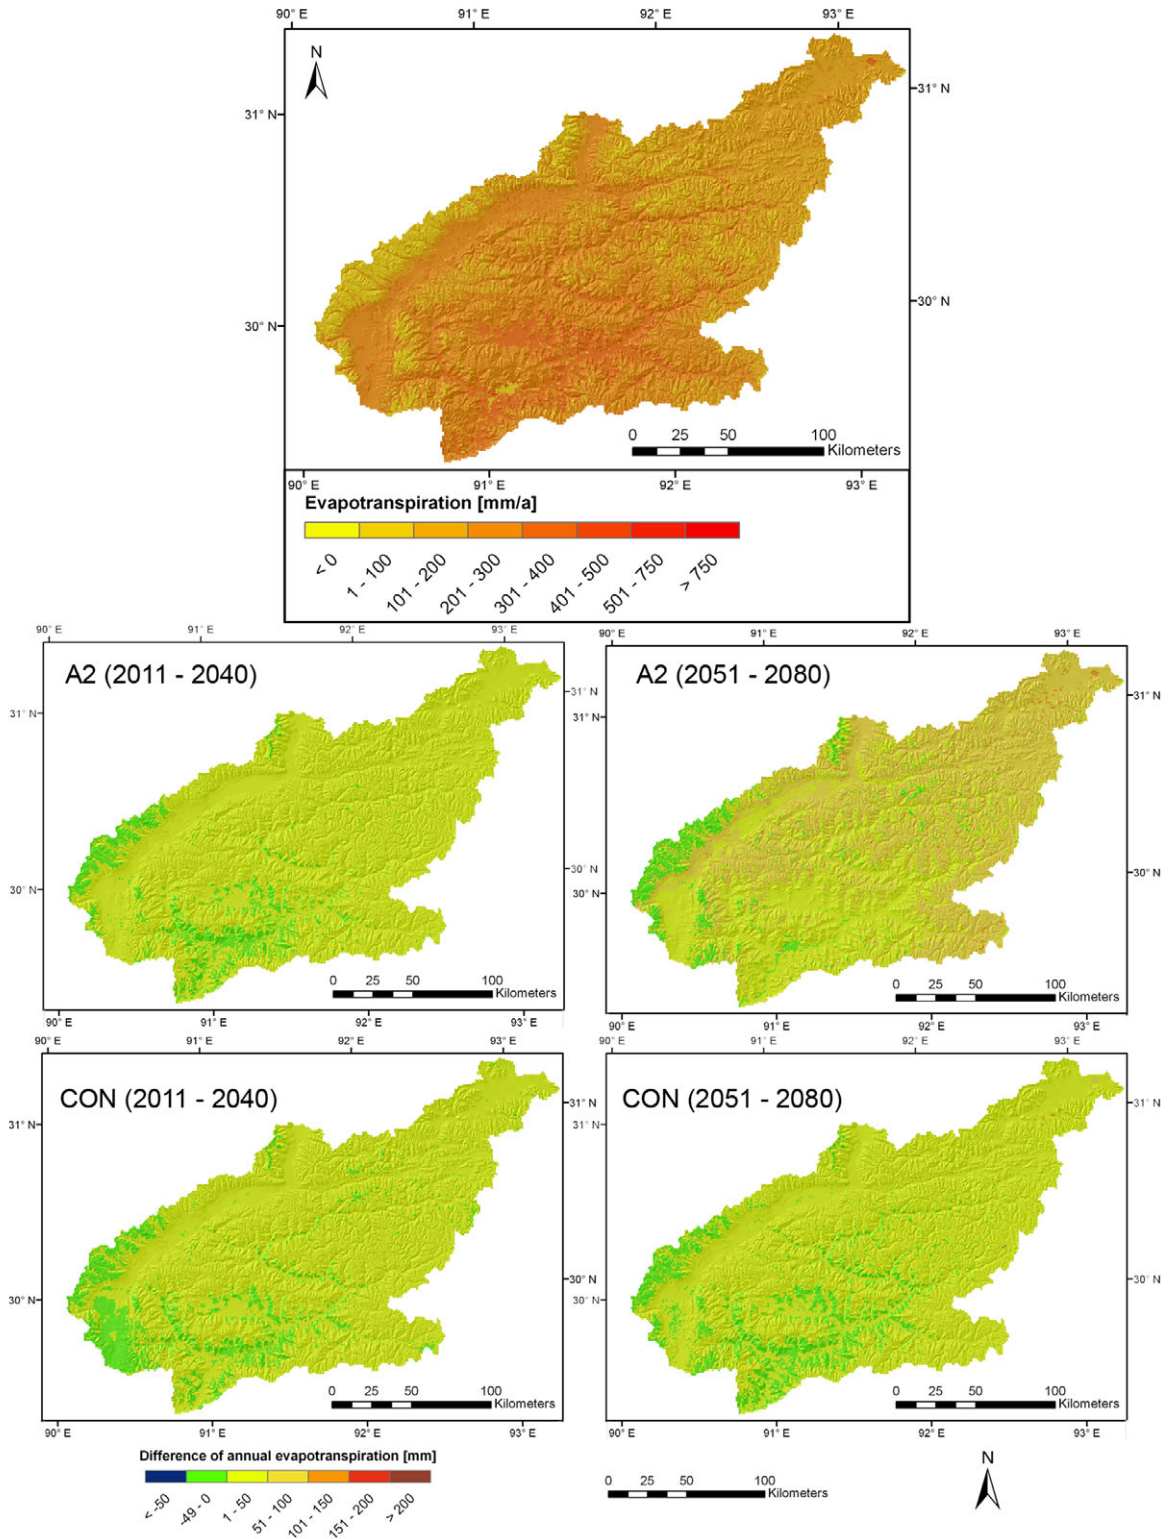 90° E 91° E 92° E 93° E
N
31° N
31° N
30° N
30° N
0 25 50 100
Kilometers
90° E 91° E 92° E 93° E
Evapotranspiration [mm/a]
< 0 1 - 100 101 - 200 201 - 300 301 - 400 401 - 500 501 - 750 > 750
90° E 91° E 92° E 93° E
A2 (2011 - 2040)
31° N
31° N
30° N
30° N
0 25 50 100
Kilometers
90° E 91° E 92° E 93° E
90° E 91° E 92° E 93° E
A2 (2051 - 2080)
31° N
31° N
30° N
30° N
0 25 50 100
Kilometers
90° E 91° E 92° E 93° E
90° E 91° E 92° E 93° E
CON (2011 - 2040)
31° N
31° N
30° N
30° N
0 25 50 100
Kilometers
90° E 91° E 92° E 93° E
90° E 91° E 92° E 93° E
CON (2051 - 2080)
31° N
31° N
30° N
30° N
0 25 50 100
Kilometers
90° E 91° E 92° E 93° E
Difference of annual evapotranspiration [mm]
< -50 -49 - 0 1 - 50 51 - 100 101 - 150 151 - 200 > 200
0 25 50 100
Kilometers
N